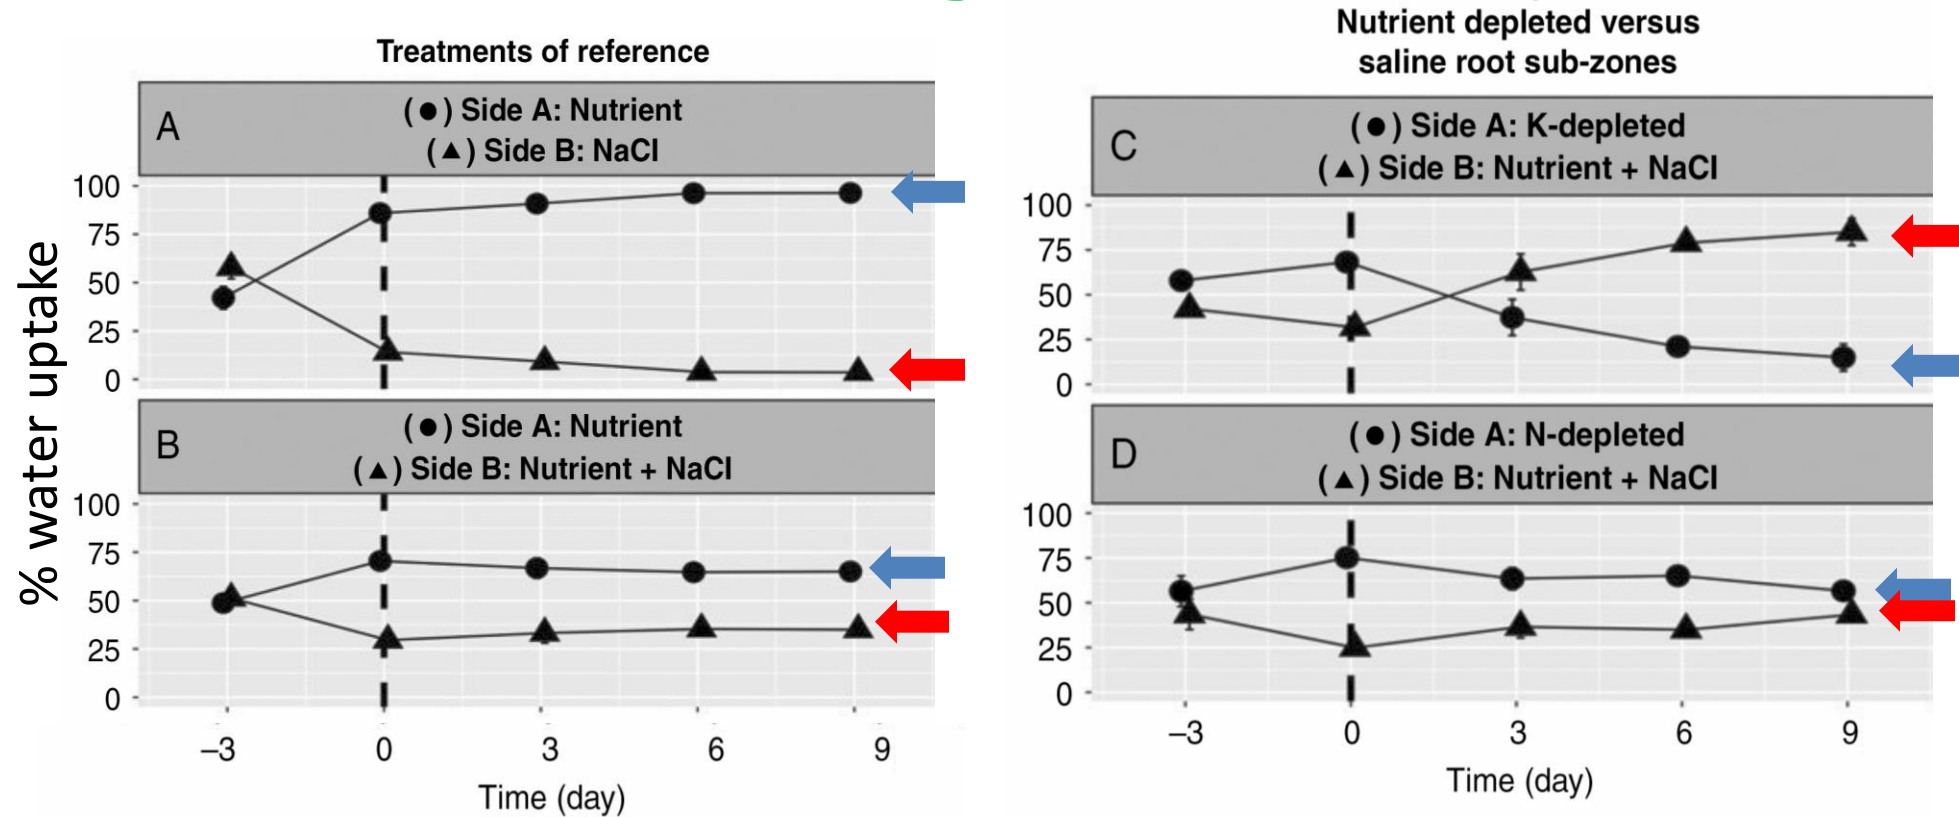 Treatments of reference
A
(●) Side A: Nutrient
(▲) Side B: NaCl
100
75
50
25
0
B
(●) Side A: Nutrient
(▲) Side B: Nutrient + NaCl
100
75
50
25
0
–3 0 3 6 9
Time (day)
% water uptake
Nutrient depleted versus
saline root sub-zones
C
(●) Side A: K-depleted
(▲) Side B: Nutrient + NaCl
100
75
50
25
0
D
(●) Side A: N-depleted
(▲) Side B: Nutrient + NaCl
100
75
50
25
0
–3 0 3 6 9
Time (day)